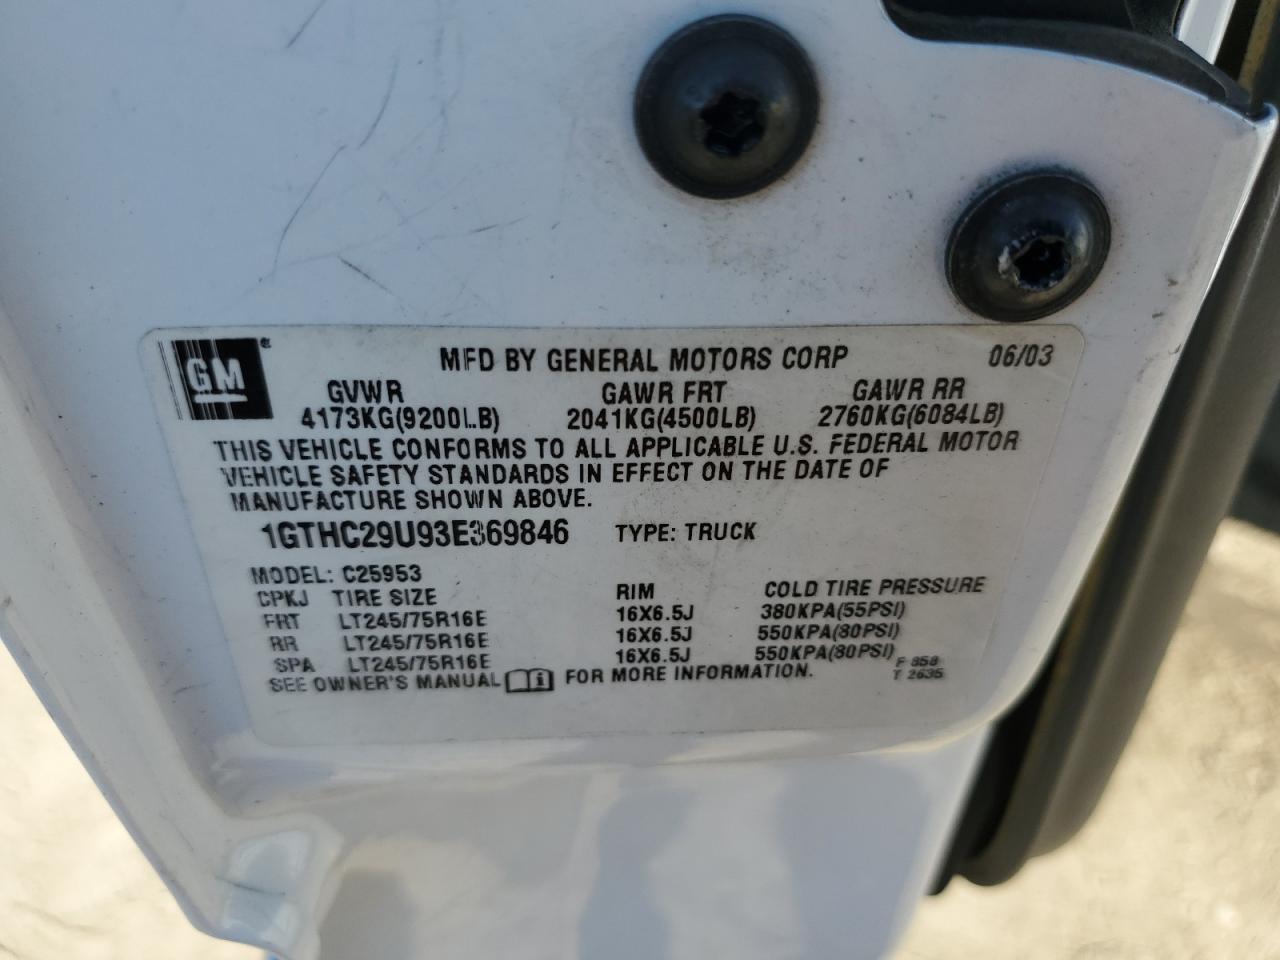 GM ® MFD BY GENERAL MOTORS CORP 06/03
GVWR GAWR FRT GAWR RR
4173KG(9200LB) 2041KG(4500LB) 2760KG(6084LB)
THIS VEHICLE CONFORMS TO ALL APPLICABLE U.S. FEDERAL MOTOR
VEHICLE SAFETY STANDARDS IN EFFECT ON THE DATE OF
MANUFACTURE SHOWN ABOVE.
1GTHC29U93E369846 TYPE: TRUCK
MODEL: C25953
CPKJ TIRE SIZE RIM COLD TIRE PRESSURE
FRT LT245/75R16E 16X6.5J 380KPA(55PSI)
RR LT245/75R16E 16X6.5J 550KPA(80PSI)
SPA LT245/75R16E 16X6.5J 550KPA(80PSI)
SEE OWNER'S MANUAL FOR MORE INFORMATION.
F 858
T 2635